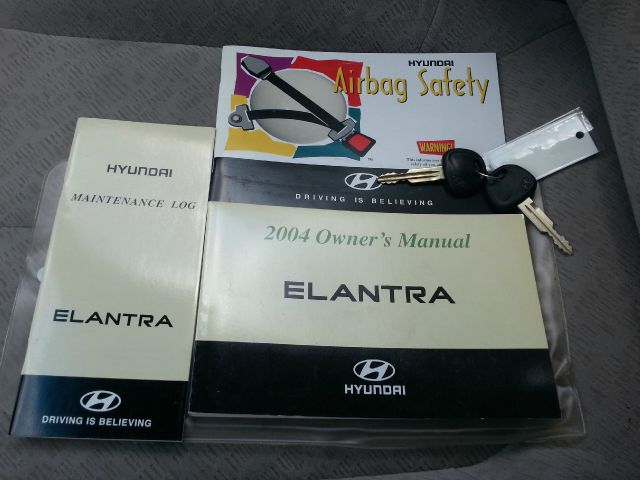 HYUNDAI
Airbag Safety
WARNING!
DRIVING IS BELIEVING
2004 Owner's Manual
ELANTRA
HYUNDAI
HYUNDAI
MAINTENANCE LOG
ELANTRA
DRIVING IS BELIEVING